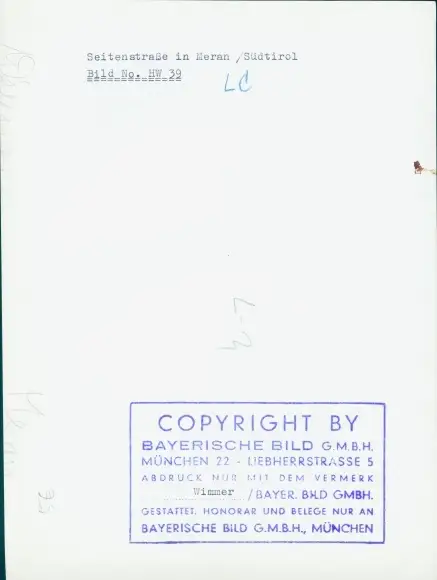 Seitenstraße in Meran /Südtirol
Bild No. HW 39
LC
COPYRIGHT BY
BAYERISCHE BILD G.M.B.H.
MÜNCHEN 22 - LIEBHERRSTRASSE 5
ABDRUCK NUR MIT DEM VERMERK
Wimmer /BAYER. BILD GMBH.
GESTATTET. HONORAR UND BELEGE NUR AN
BAYERISCHE BILD G.M.B.H., MÜNCHEN